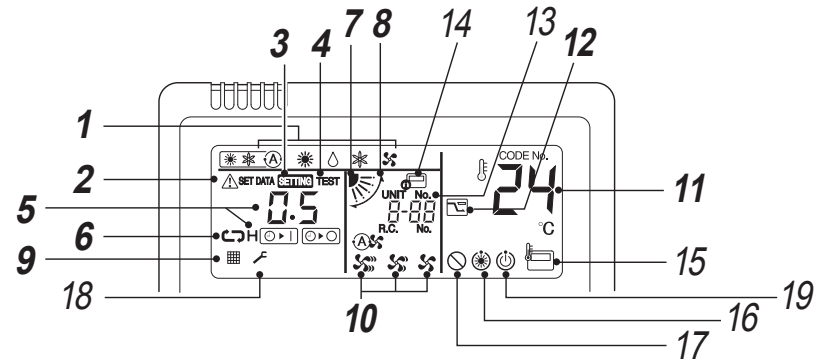 3 4 7 8 14 13 12
1
CODE No.
A
2 SET DATA SETTING TEST
UNIT No.
24 11
5 0.5
8-88
°C
R.C. No.
6 H
A
9
15
18
10
17 16 19